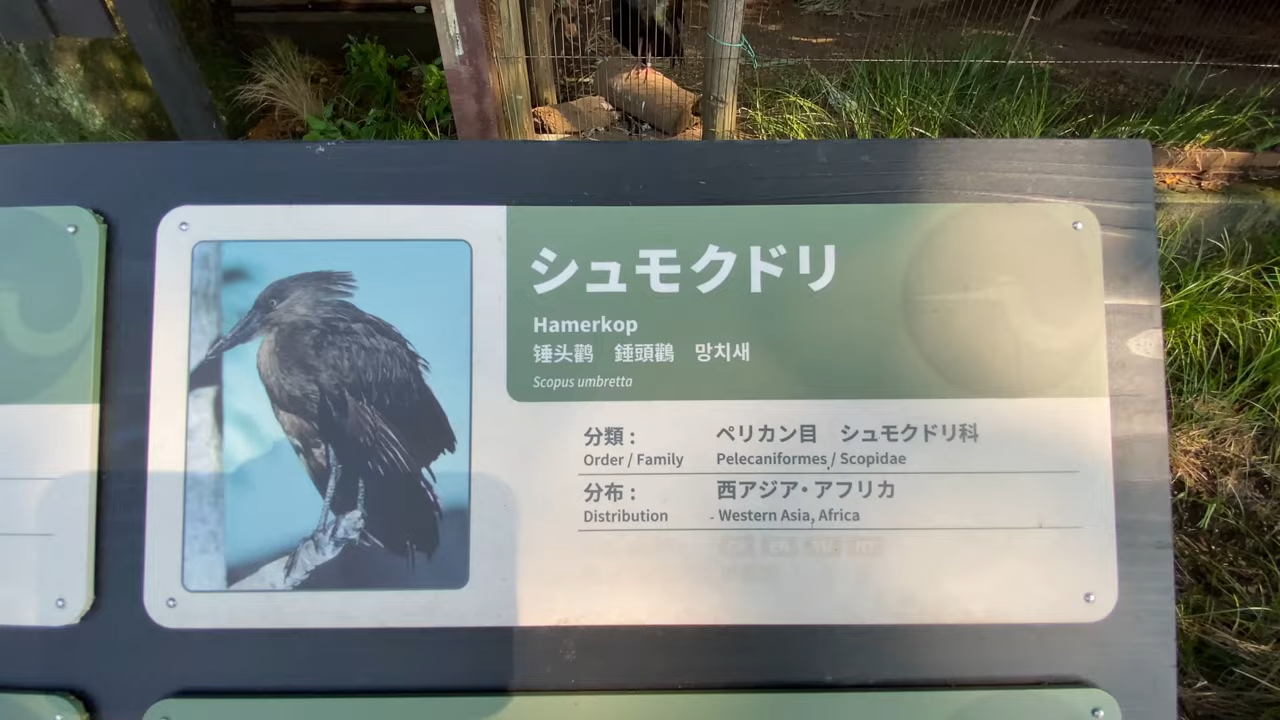 シュモクドリ
Hamerkop
锤头鹳 錘頭鸛 망치새
Scopus umbretta
分類：
ペリカン目 シュモクドリ科
Order / Family
Pelecaniformes / Scopidae
分布：
西アジア・アフリカ
Distribution
Western Asia, Africa